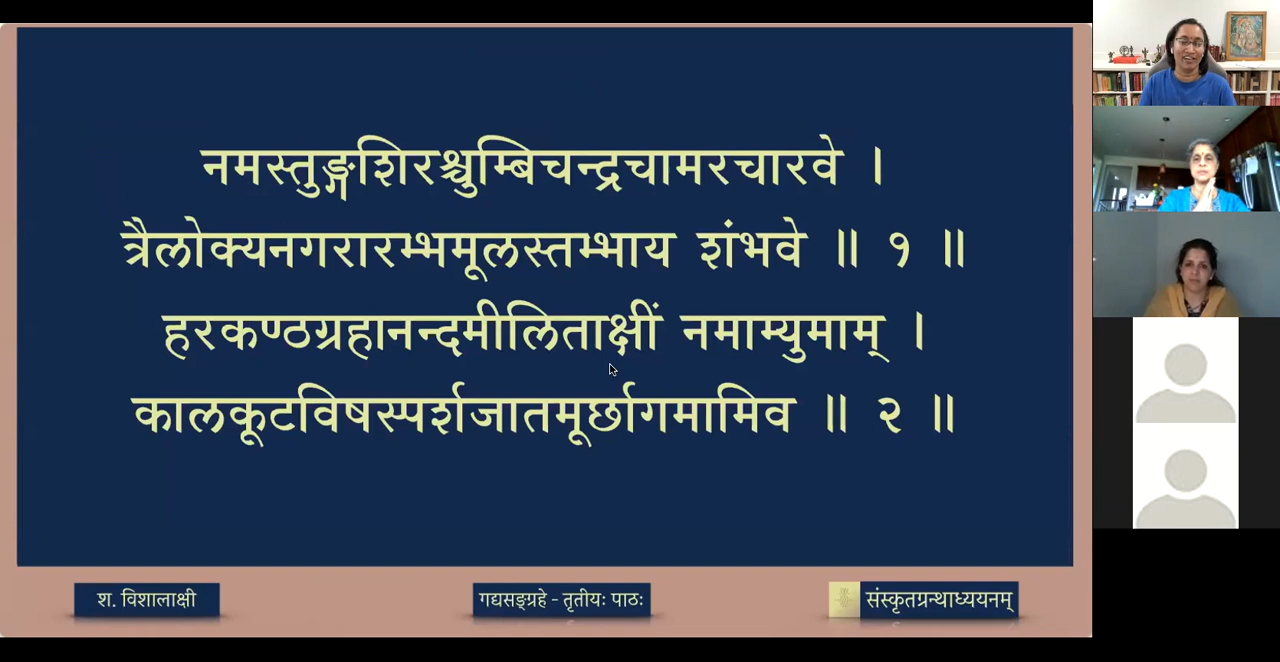 नमस्तुङ्गशिरश्चुम्बिचन्द्रचामरचारवे ।
त्रैलोक्यनगरारम्भमूलस्तम्भाय शंभवे ॥ १ ॥
हरकण्ठग्रहानन्दमीलिताक्षीं नमाम्युमाम् ।
कालकूटविषस्पर्शजातमूर्छागमामिव ॥ २ ॥
श. विशालाक्षी
गद्यसङ्ग्रहे - तृतीयः पाठः
संस्कृतग्रन्थाध्ययनम्